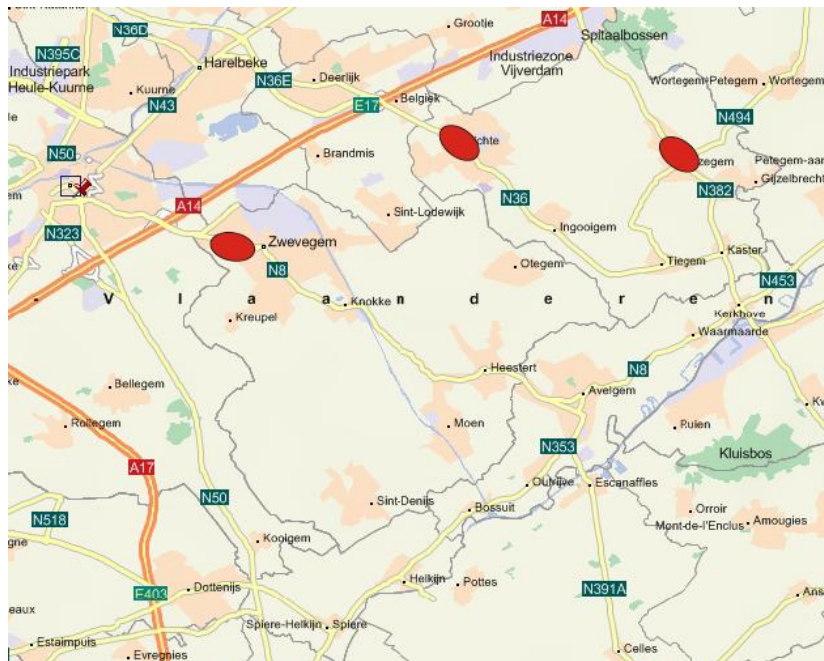 N36D
Grootje
A14
Spitaalbossen
N395C
Harelbeke
Industriepark
Heule-Kuurne
Kuurne
N36E
Deerlijk
Industriezone
Vijverdam
Wortegem-Petegem
Wortegem
N43
E17
Belgiek
N494
N50
Brandmis
Petegem-aan
Gijzelbrecht
A14
N36
N382
Sint-Lodewijk
N323
Ingooigem
Zwevegem
Kaster
N8
Otegem
Tiegem
N453
- V l a a n d e r e n
Knokke
Kerkhove
Kreupel
Waarmaarde
Heestert
N8
Bellegem
Avelgem
Rollegem
Moen
Ruien
N353
Kluisbos
A17
N50
Sint-Denijs
Outrijve
Escanaffles
N518
Bossuit
Orroir
Mont-de-l'Enclus
Amougies
Kooigem
Helkijn
Pottes
E403
Dottenijs
N391A
Spiere-Helkijn
Spiere
Estaimpuis
Evregnies
Celles